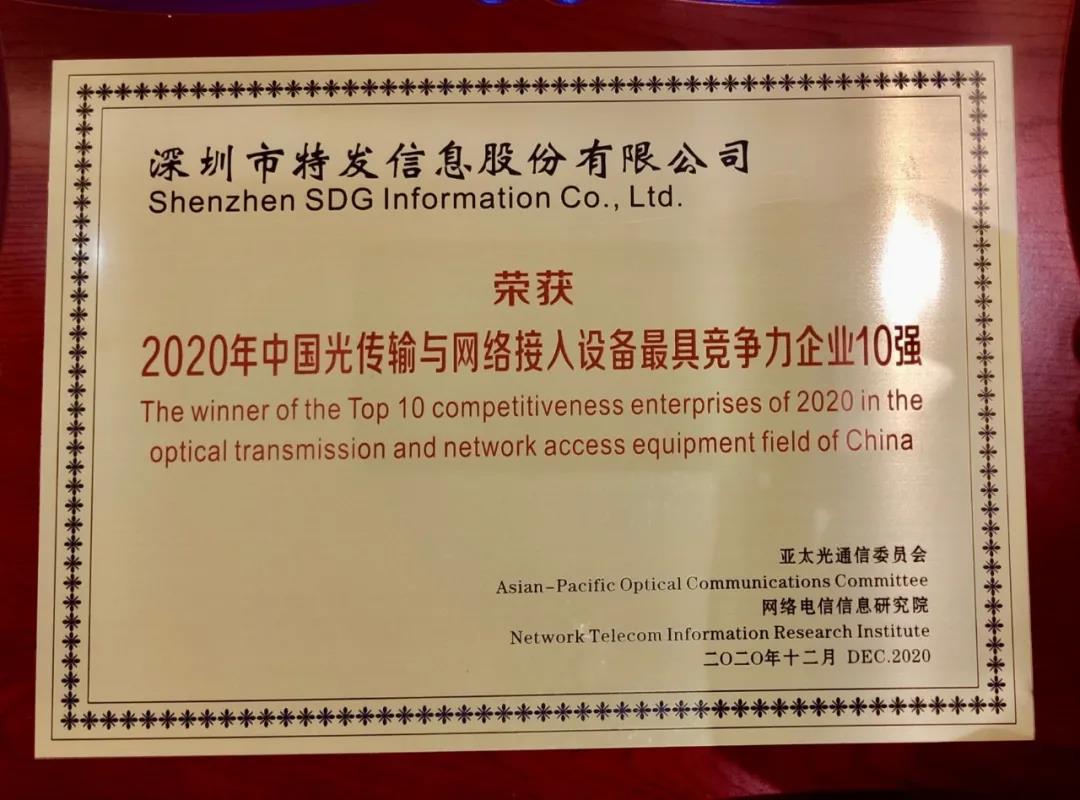 深圳市特发信息股份有限公司
Shenzhen SDG Information Co., Ltd.
荣获
2020年中国光传输与网络接入设备最具竞争力企业10强
The winner of the Top 10 competitiveness enterprises of 2020 in the
optical transmission and network access equipment field of China
亚太光通信委员会
Asian-Pacific Optical Communications Committee
网络电信信息研究院
Network Telecom Information Research Institute
二〇二〇年十二月 DEC.2020